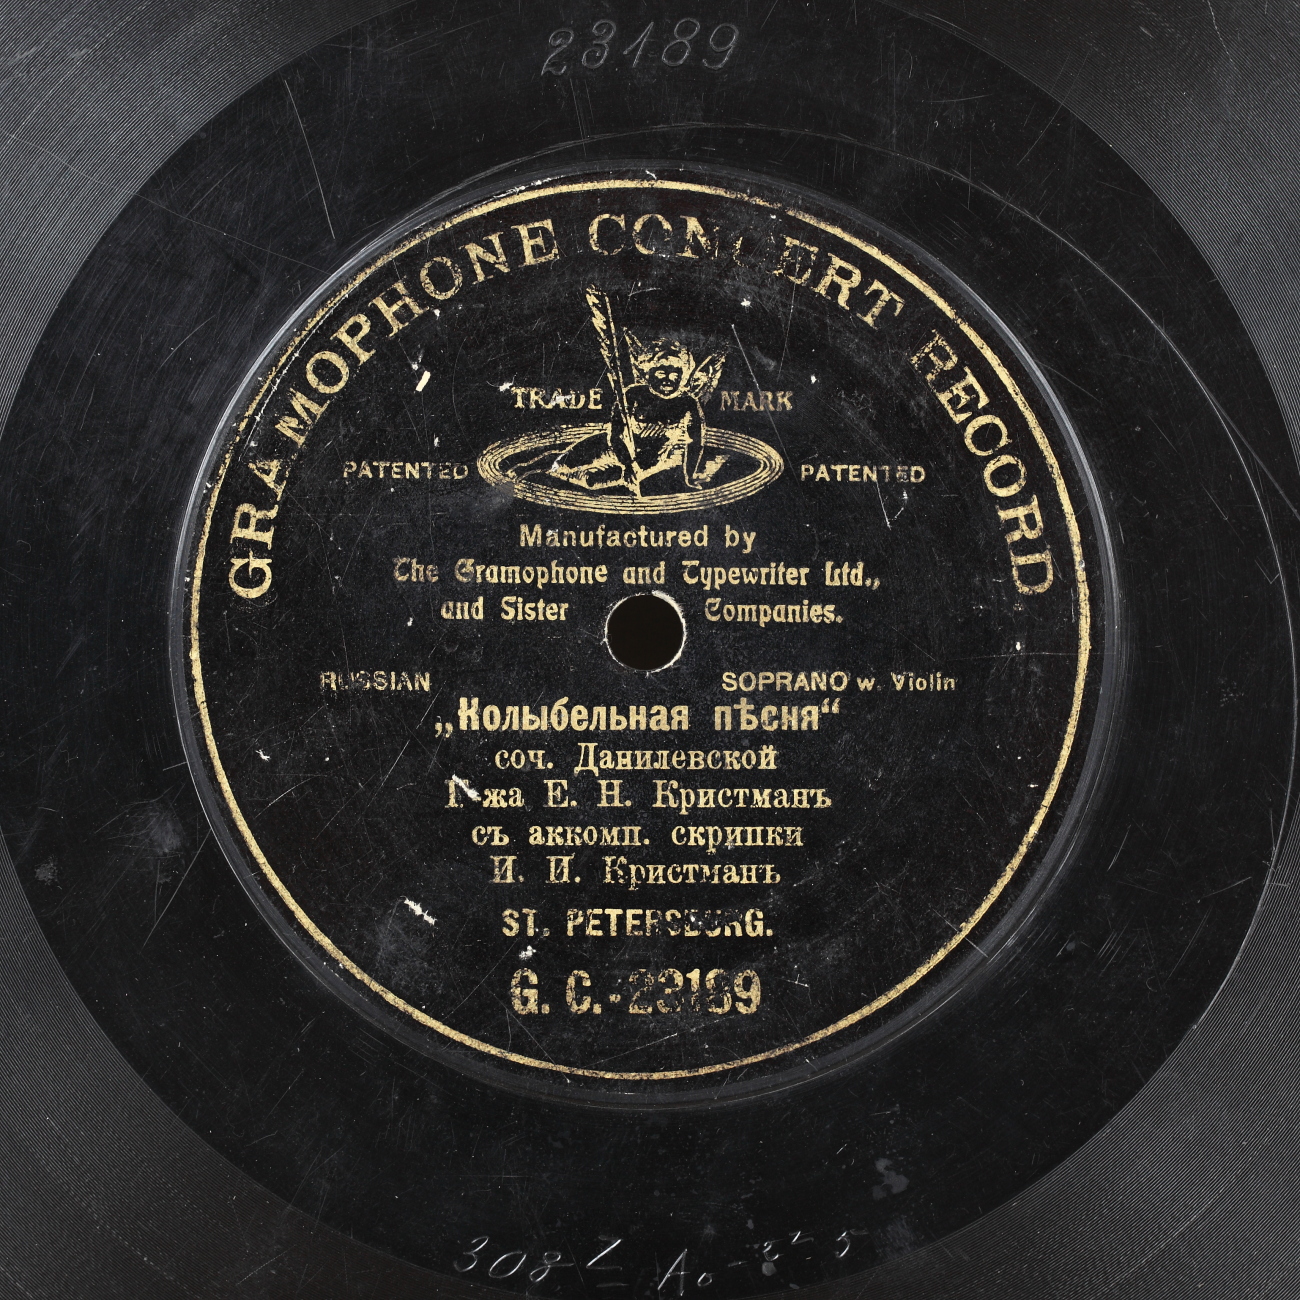 23189
GRAMOPHONE CONCERT RECORD
TRADE MARK
PATENTED PATENTED
Manufactured by
The Gramophone and Typewriter Ltd.,
and Sister Companies.
RUSSIAN SOPRANO w. Violin
„Колыбельная пѣсня“
соч. Данилевской
Г-жа Е. Н. Кристманъ
съ аккомп. скрипки
И. И. Кристманъ
ST. PETERSBURG.
G. C.-23189
308 Z